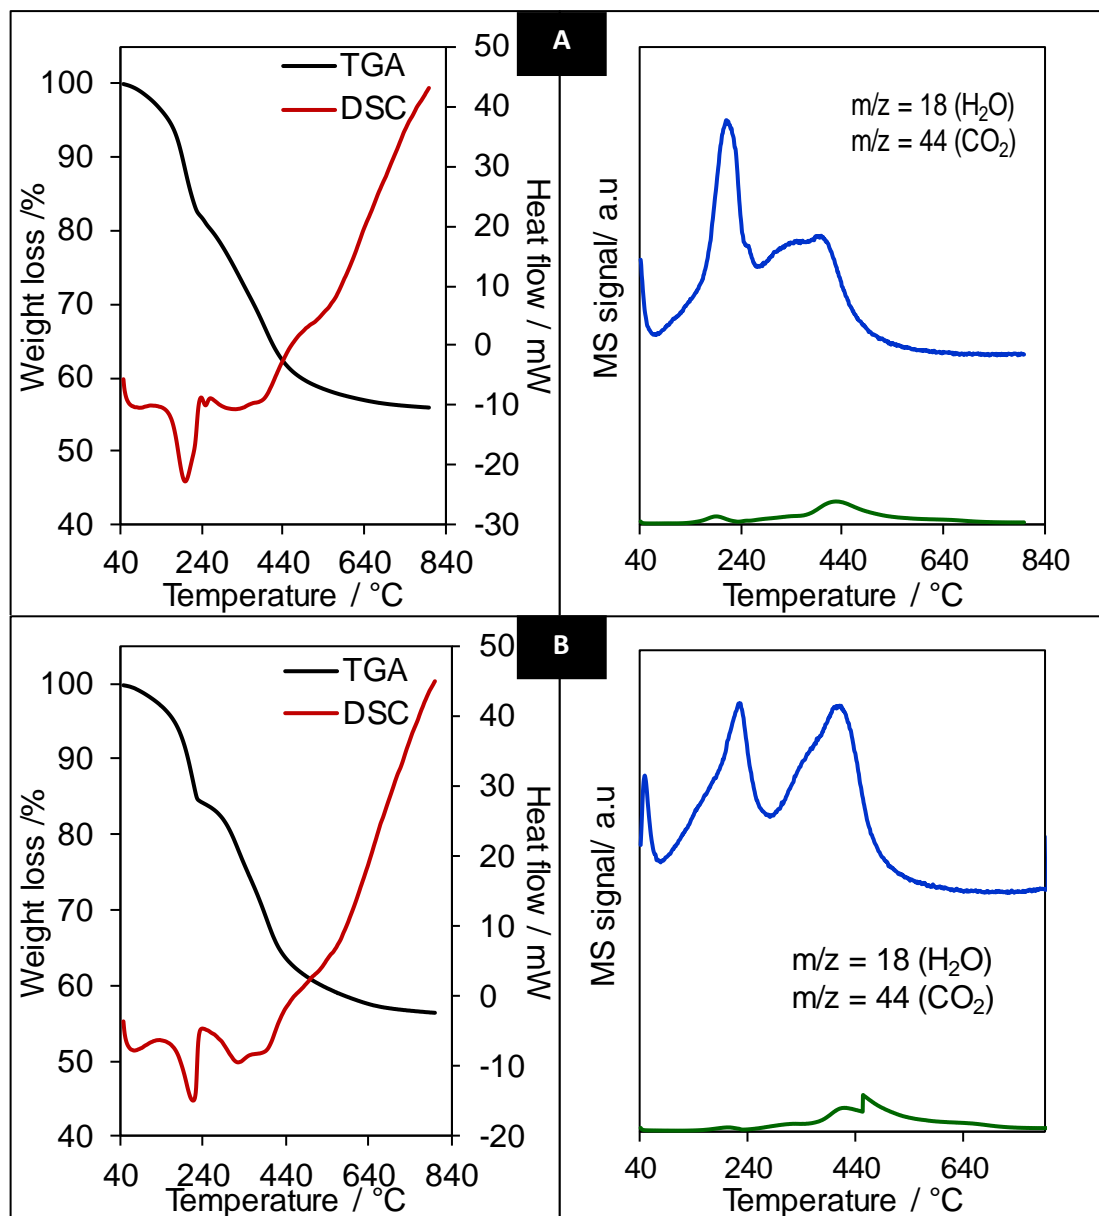 A
TGA
DSC
Weight loss /%
100
90
80
70
60
50
40
50
40
30
20
10
0
-10
-20
-30
Heat flow / mW
40 240 440 640 840
Temperature / °C
m/z = 18 (H₂O)
m/z = 44 (CO₂)
MS signal/ a.u
40 240 440 640 840
Temperature / °C
B
TGA
DSC
Weight loss /%
100
90
80
70
60
50
40
50
40
30
20
10
0
-10
-20
Heat flow / mW
40 240 440 640 840
Temperature / °C
MS signal/ a.u
m/z = 18 (H₂O)
m/z = 44 (CO₂)
40 240 440 640
Temperature / °C